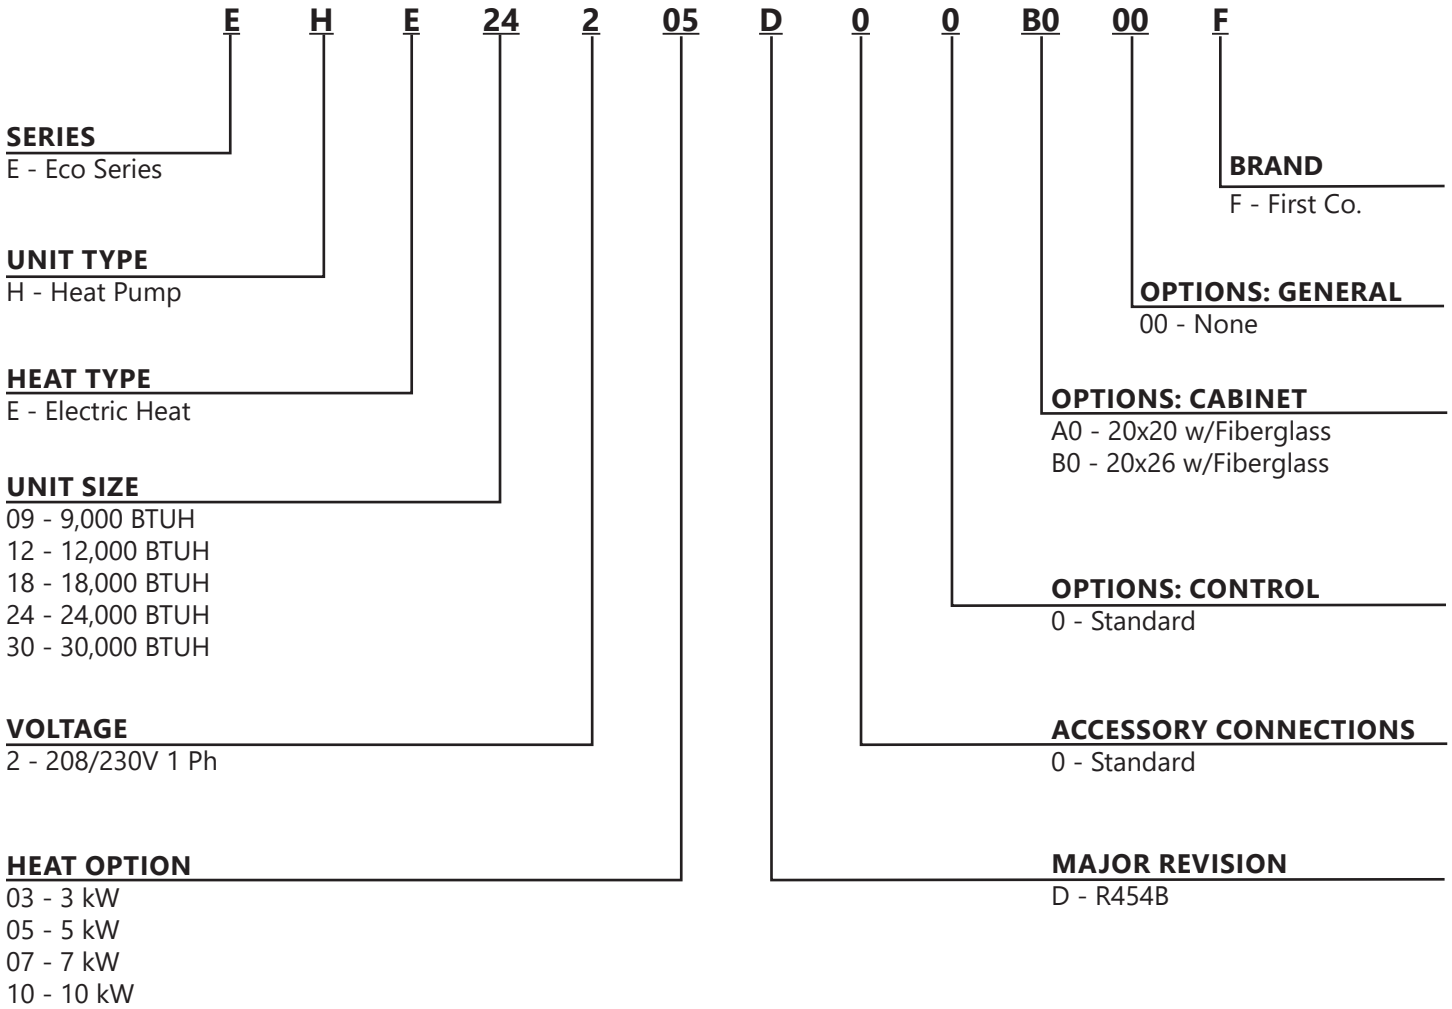 E H E 24 2 05 D 0 0 B0 00 F
SERIES
E - Eco Series
UNIT TYPE
H - Heat Pump
HEAT TYPE
E - Electric Heat
UNIT SIZE
09 - 9,000 BTUH
12 - 12,000 BTUH
18 - 18,000 BTUH
24 - 24,000 BTUH
30 - 30,000 BTUH
VOLTAGE
2 - 208/230V 1 Ph
HEAT OPTION
03 - 3 kW
05 - 5 kW
07 - 7 kW
10 - 10 kW
BRAND
F - First Co.
OPTIONS: GENERAL
00 - None
OPTIONS: CABINET
A0 - 20x20 w/Fiberglass
B0 - 20x26 w/Fiberglass
OPTIONS: CONTROL
0 - Standard
ACCESSORY CONNECTIONS
0 - Standard
MAJOR REVISION
D - R454B